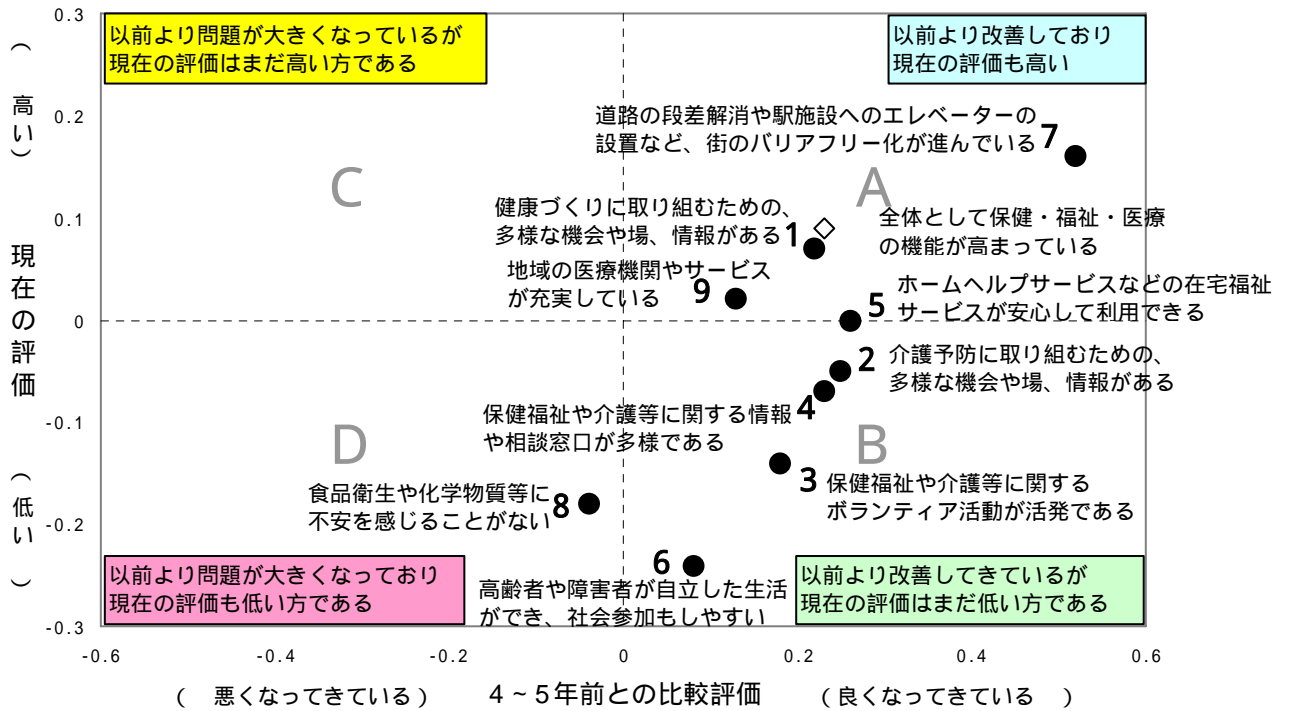 0.3
以前より問題が大きくなっているが
現在の評価はまだ高い方である
以前より改善しており
現在の評価も高い
（ 高い）
0.2
道路の段差解消や駅施設へのエレベーターの
設置など、街のバリアフリー化が進んでいる
7
C
A
0.1
健康づくりに取り組むための、
多様な機会や場、情報がある
1
全体として保健・福祉・医療
の機能が高まっている
地域の医療機関やサービス
が充実している
9
ホームヘルプサービスなどの在宅福祉
サービスが安心して利用できる
5
現在の評価
0
2
介護予防に取り組むための、
多様な機会や場、情報がある
-0.1
保健福祉や介護等に関する情報
や相談窓口が多様である
4
D
B
3
保健福祉や介護等に関する
ボランティア活動が活発である
（低い ）
食品衛生や化学物質等に
不安を感じることがない
8
-0.2
6
高齢者や障害者が自立した生活
ができ、社会参加もしやすい
以前より問題が大きくなっており
現在の評価も低い方である
以前より改善してきているが
現在の評価はまだ低い方である
-0.3
-0.6 -0.4 -0.2 0 0.2 0.4 0.6
（ 悪くなってきている） 4～5年前との比較評価 （良くなってきている ）